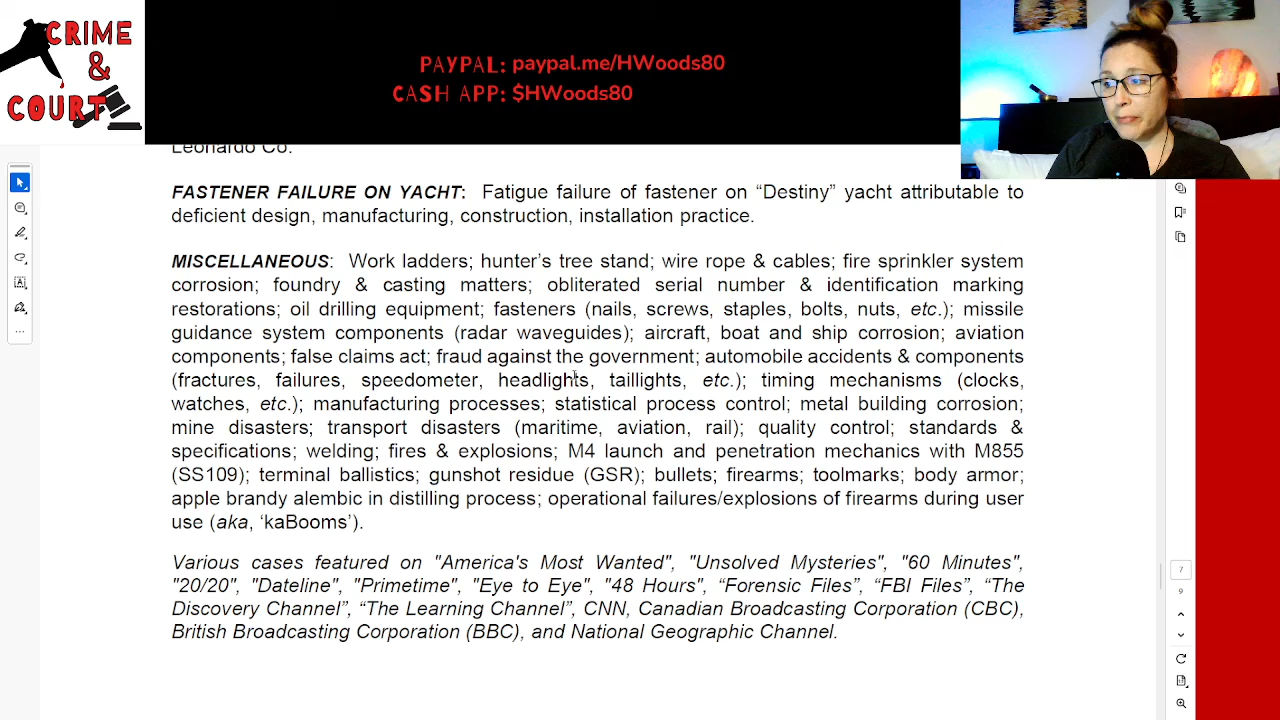 CRIME
&
COURT
PAYPAL: paypal.me/HWoods80
CASH APP: $HWoods80
Leonardo Co.
FASTENER FAILURE ON YACHT: Fatigue failure of fastener on “Destiny” yacht attributable to
deficient design, manufacturing, construction, installation practice.
MISCELLANEOUS: Work ladders; hunter’s tree stand; wire rope & cables; fire sprinkler system
corrosion; foundry & casting matters; obliterated serial number & identification marking
restorations; oil drilling equipment; fasteners (nails, screws, staples, bolts, nuts, etc.); missile
guidance system components (radar waveguides); aircraft, boat and ship corrosion; aviation
components; false claims act; fraud against the government; automobile accidents & components
(fractures, failures, speedometer, headlights, taillights, etc.); timing mechanisms (clocks,
watches, etc.); manufacturing processes; statistical process control; metal building corrosion;
mine disasters; transport disasters (maritime, aviation, rail); quality control; standards &
specifications; welding; fires & explosions; M4 launch and penetration mechanics with M855
(SS109); terminal ballistics; gunshot residue (GSR); bullets; firearms; toolmarks; body armor;
apple brandy alembic in distilling process; operational failures/explosions of firearms during user
use (aka, ‘kaBooms’).
Various cases featured on "America's Most Wanted", "Unsolved Mysteries", "60 Minutes",
"20/20", "Dateline", "Primetime", "Eye to Eye", "48 Hours", “Forensic Files”, “FBI Files”, “The
Discovery Channel”, “The Learning Channel”, CNN, Canadian Broadcasting Corporation (CBC),
British Broadcasting Corporation (BBC), and National Geographic Channel.
7
9